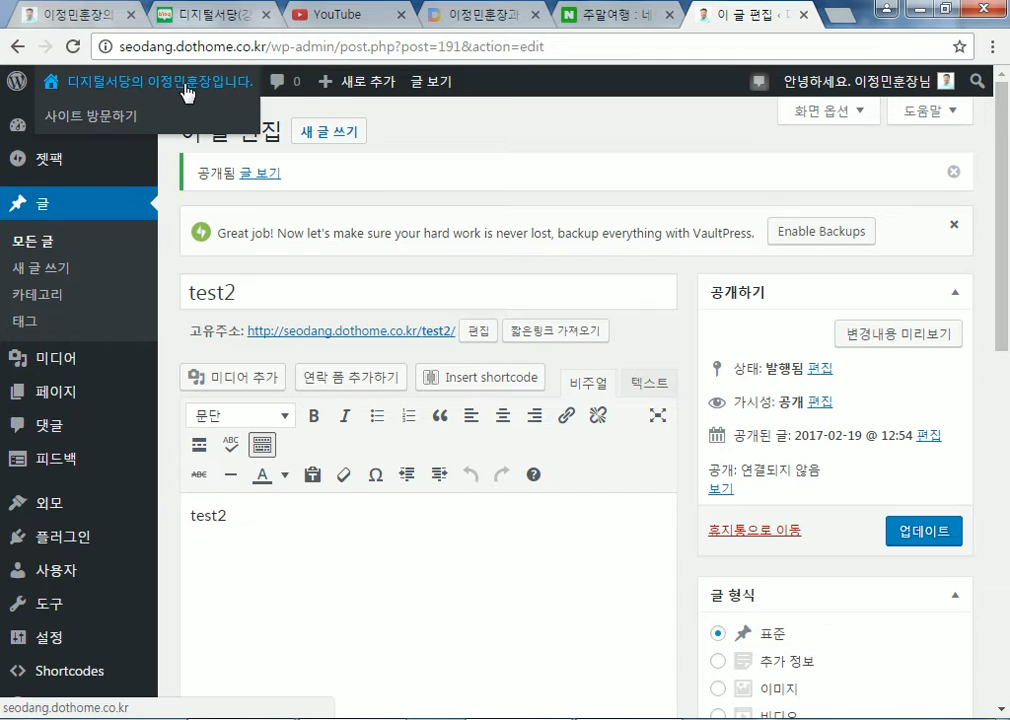 이정민훈장의
디지털서당(강
YouTube
이정민훈장과
주말여행 : 네
이 글 편집 ‹ 디
seodang.dothome.co.kr/wp-admin/post.php?post=191&action=edit
디지털서당의 이정민훈장입니다.
0
새로 추가
글 보기
안녕하세요. 이정민훈장님
사이트 방문하기
이 글 편집
새 글 쓰기
화면 옵션
도움말
젯팩
공개됨 글 보기
글
Great job! Now let's make sure your hard work is never lost, backup everything with VaultPress.
Enable Backups
모든 글
새 글 쓰기
카테고리
태그
미디어
페이지
댓글
피드백
외모
플러그인
사용자
도구
설정
Shortcodes
test2
고유주소: http://seodang.dothome.co.kr/test2/
편집
짧은링크 가져오기
미디어 추가
연락 폼 추가하기
Insert shortcode
비주얼
텍스트
문단
B
I
ABC
ABC
A
Ω
test2
공개하기
변경내용 미리보기
상태: 발행됨 편집
가시성: 공개 편집
공개된 글: 2017-02-19 @ 12:54 편집
공개: 연결되지 않음
보기
휴지통으로 이동
업데이트
글 형식
표준
추가 정보
이미지
비디오
seodang.dothome.co.kr